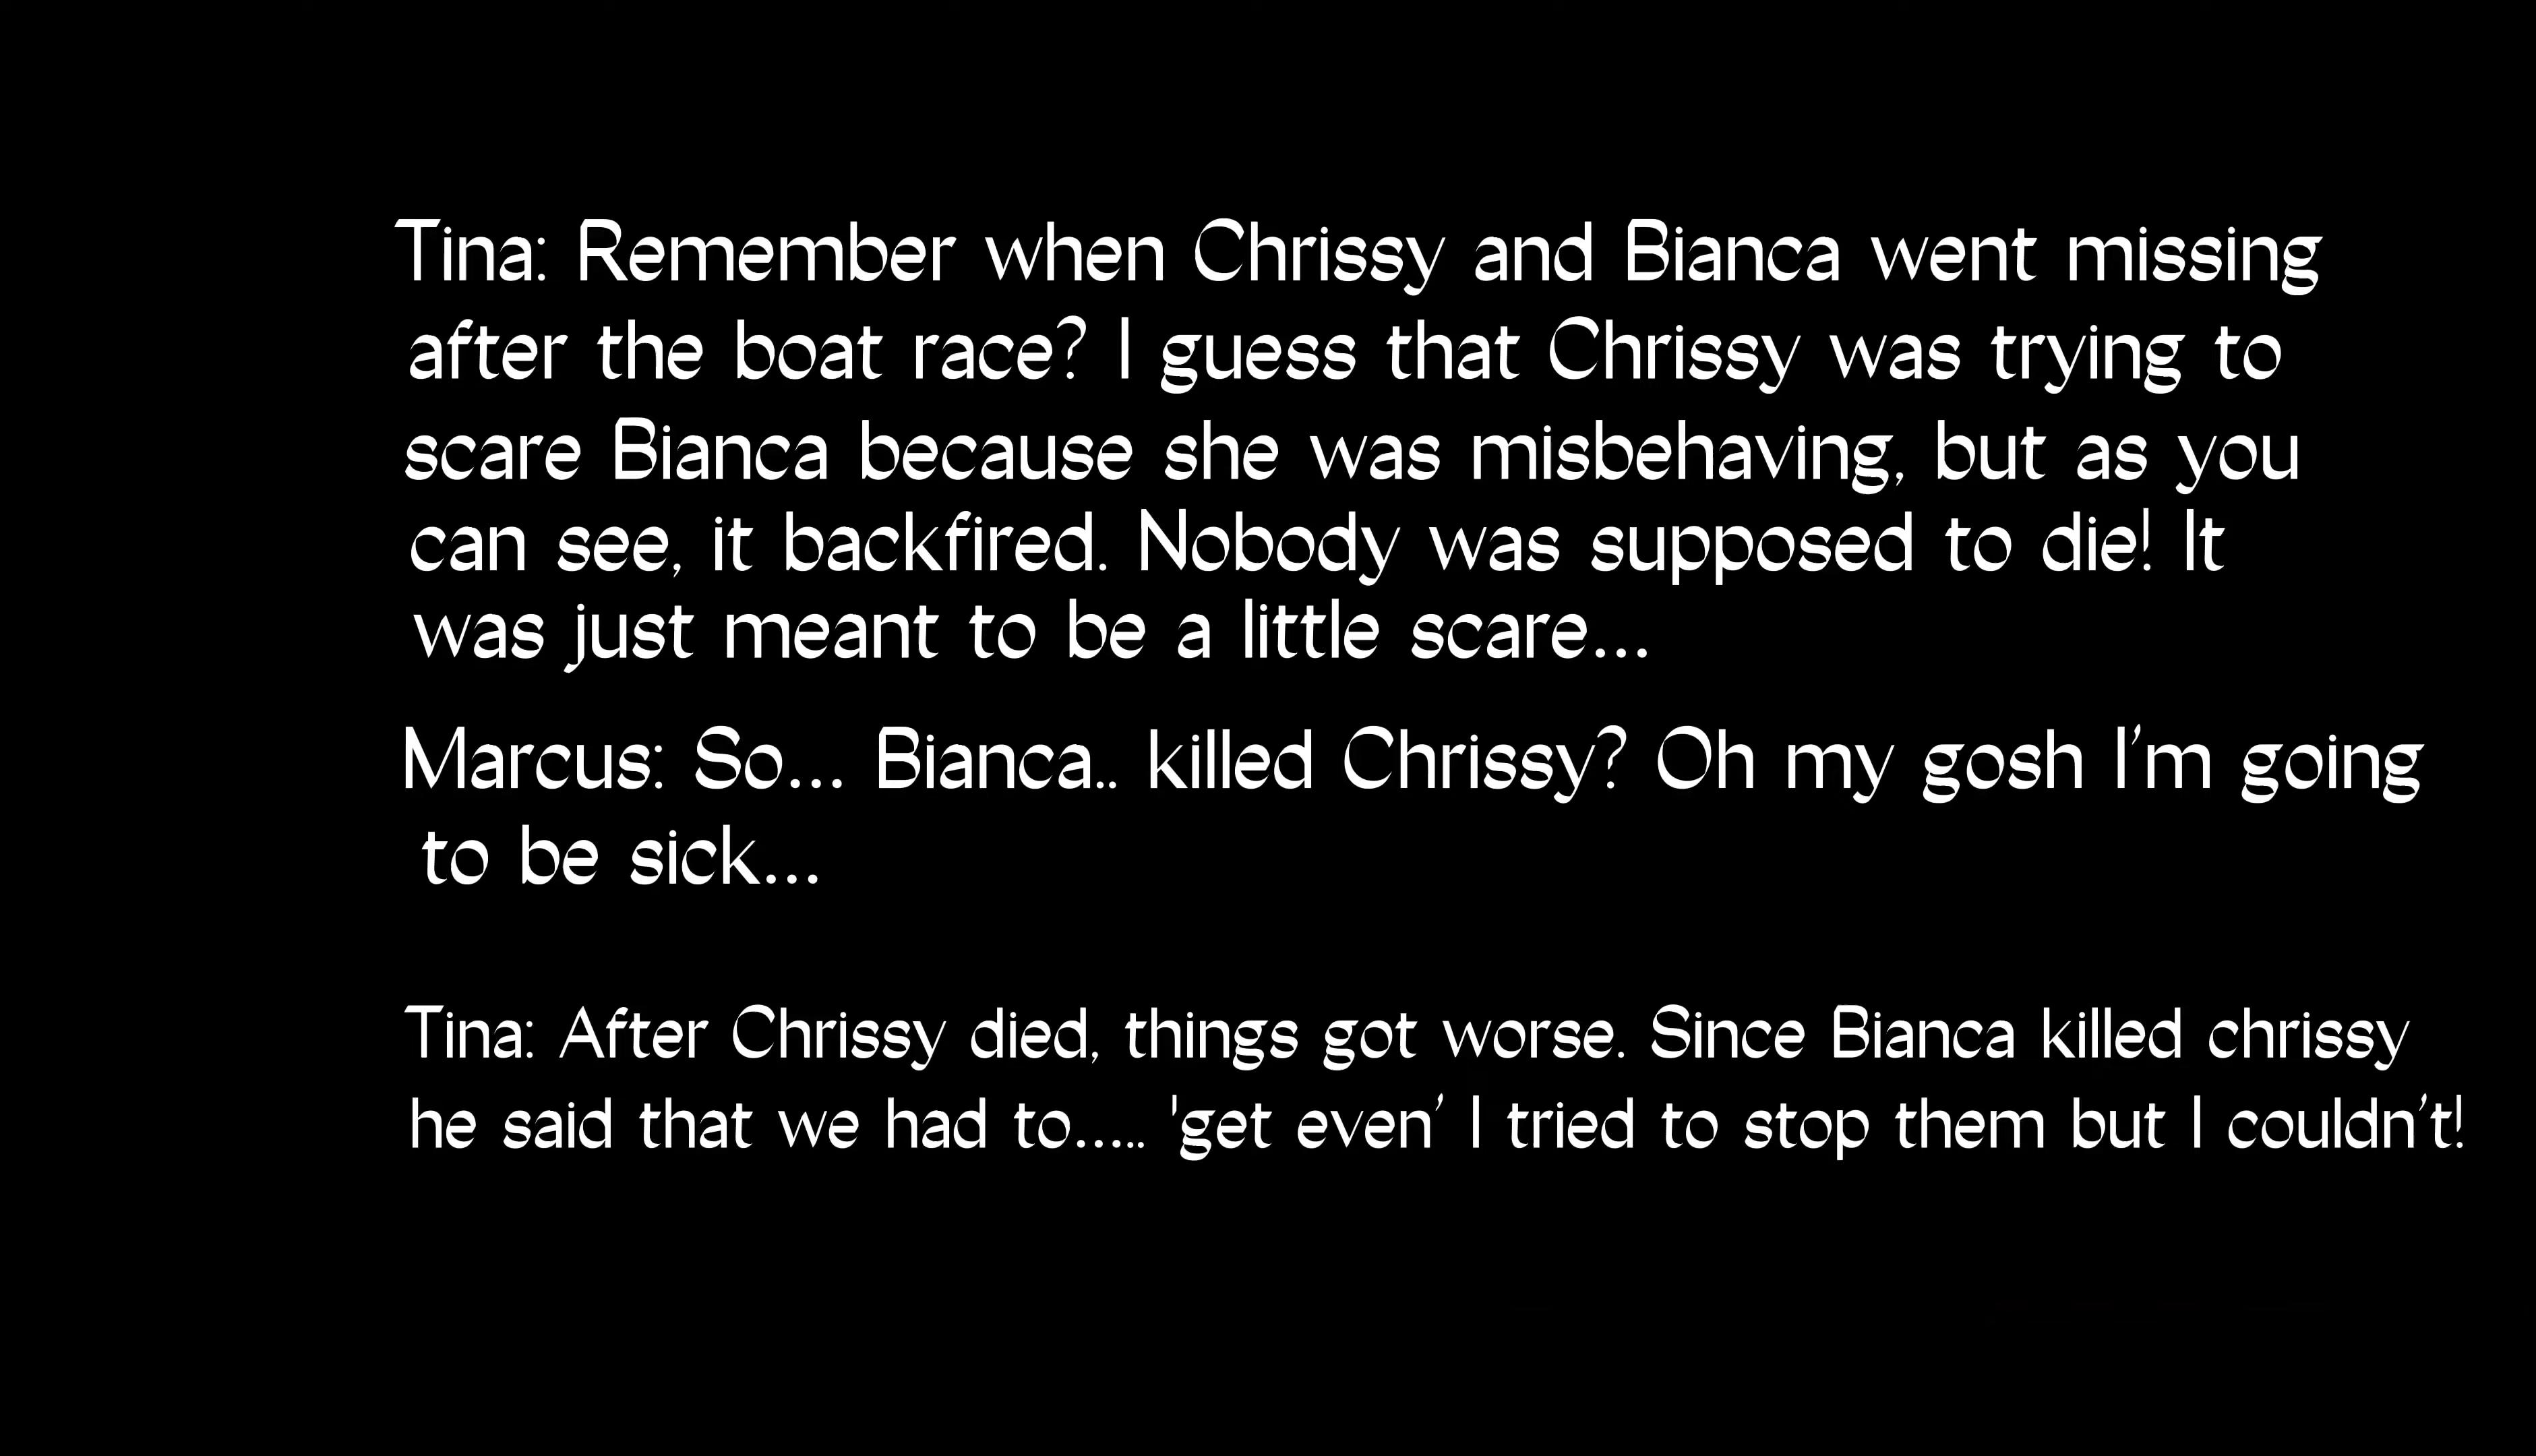 Tina: Remember when Chrissy and Bianca went missing
after the boat race? I guess that Chrissy was trying to
scare Bianca because she was misbehaving, but as you
can see, it backfired. Nobody was supposed to die! It
was just meant to be a little scare...
Marcus: So... Bianca.. killed Chrissy? Oh my gosh I'm going
to be sick...
Tina: After Chrissy died, things got worse. Since Bianca killed chrissy
he said that we had to..... 'get even' I tried to stop them but I couldn't!